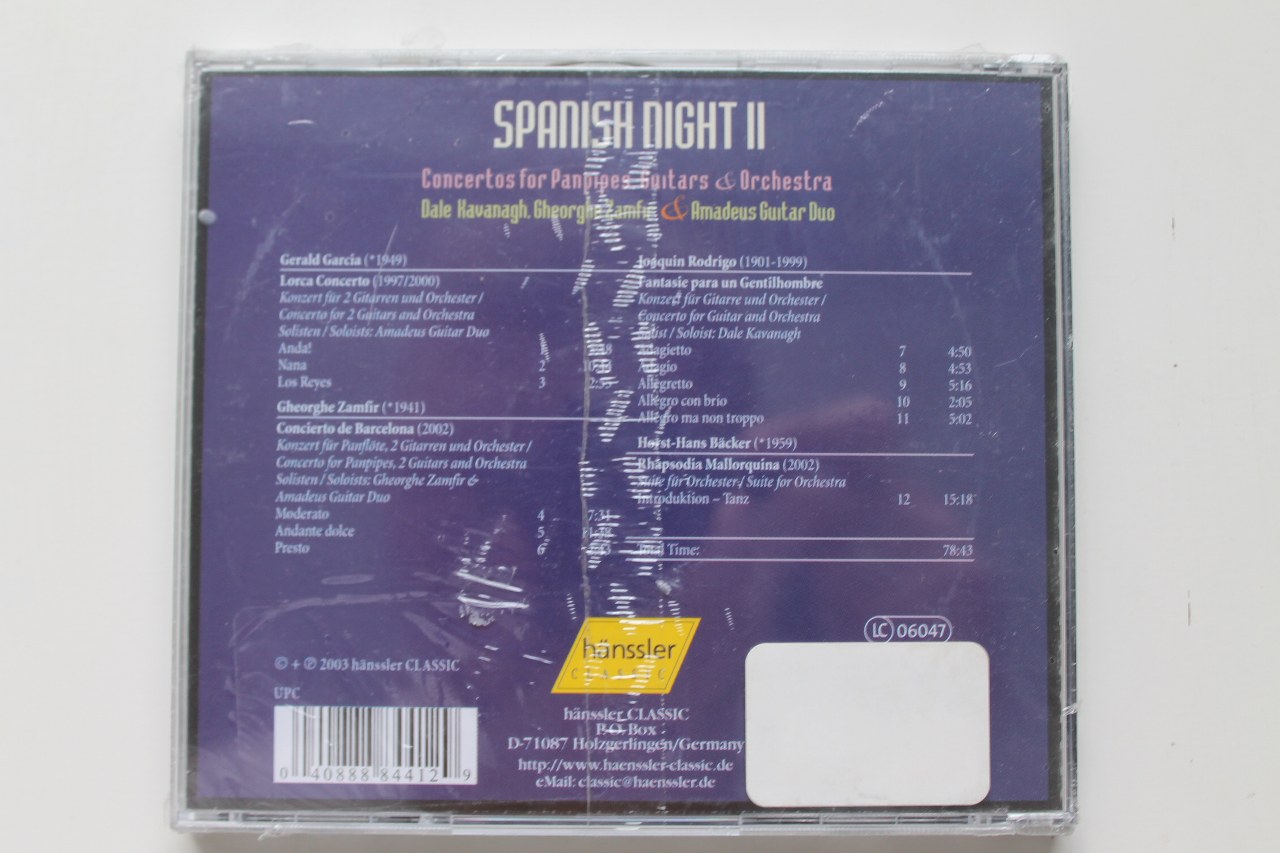 SPANISH NIGHT II
Concertos for Panpipes, Guitars & Orchestra
Dale Kavanagh, Gheorghe Zamfir & Amadeus Guitar Duo
Gerald Garcia (*1949)
Lorca Concerto (1997/2000)
Konzert für 2 Gitarren und Orchester /
Concerto for 2 Guitars and Orchestra
Solisten / Soloists: Amadeus Guitar Duo
Anda!
Nana 2
Los Reyes 3
Gheorghe Zamfir (*1941)
Concierto de Barcelona (2002)
Konzert für Panflöte, 2 Gitarren und Orchester /
Concerto for Panpipes, 2 Guitars and Orchestra
Solisten / Soloists: Gheorghe Zamfir &
Amadeus Guitar Duo
Moderato 4
Andante dolce 5
Presto 6
Joaquin Rodrigo (1901-1999)
Fantasie para un Gentilhombre
Konzert für Gitarre und Orchester /
Concerto for Guitar and Orchestra
Solist / Soloist: Dale Kavanagh
Adagietto 7 4:50
Adagio 8 4:53
Allegretto 9 5:16
Allegro con brio 10 2:05
Allegro ma non troppo 11 5:02
Horst-Hans Bäcker (*1959)
Rhapsodia Mallorquina (2002)
Suite für Orchester / Suite for Orchestra
Introduktion – Tanz 12 15:18
Total Time: 78:43
LC 06047
hänssler
CLASSIC
© + ℗ 2003 hänssler CLASSIC
UPC
0 40888 84412 9
hänssler CLASSIC
P.O. Box
D-71087 Holzgerlingen/Germany
http://www.haenssler-classic.de
eMail: classic@haenssler.de